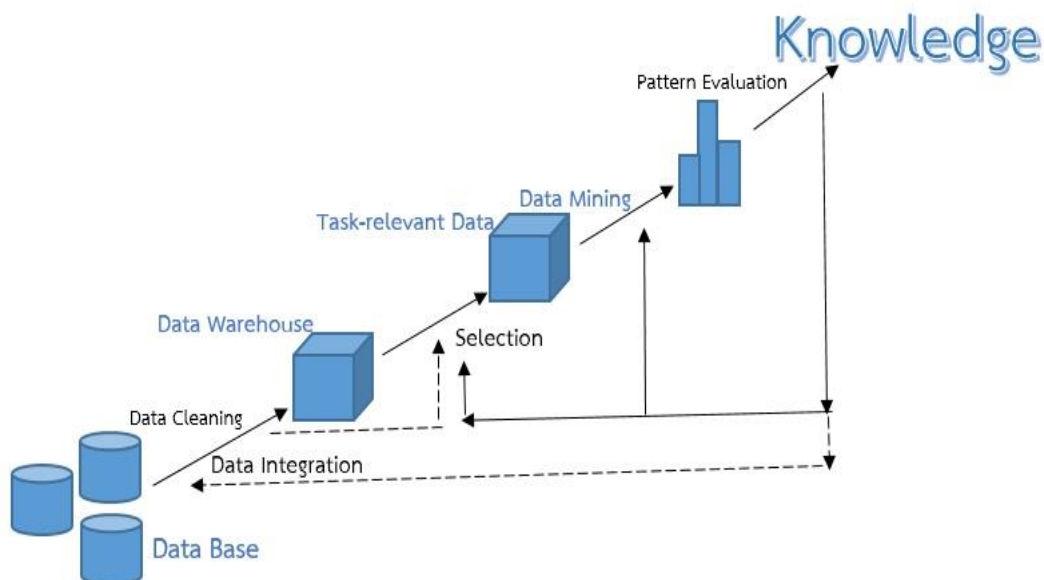 Knowledge
Pattern Evaluation
Data Mining
Task-relevant Data
Data Warehouse
Selection
Data Cleaning
Data Integration
Data Base